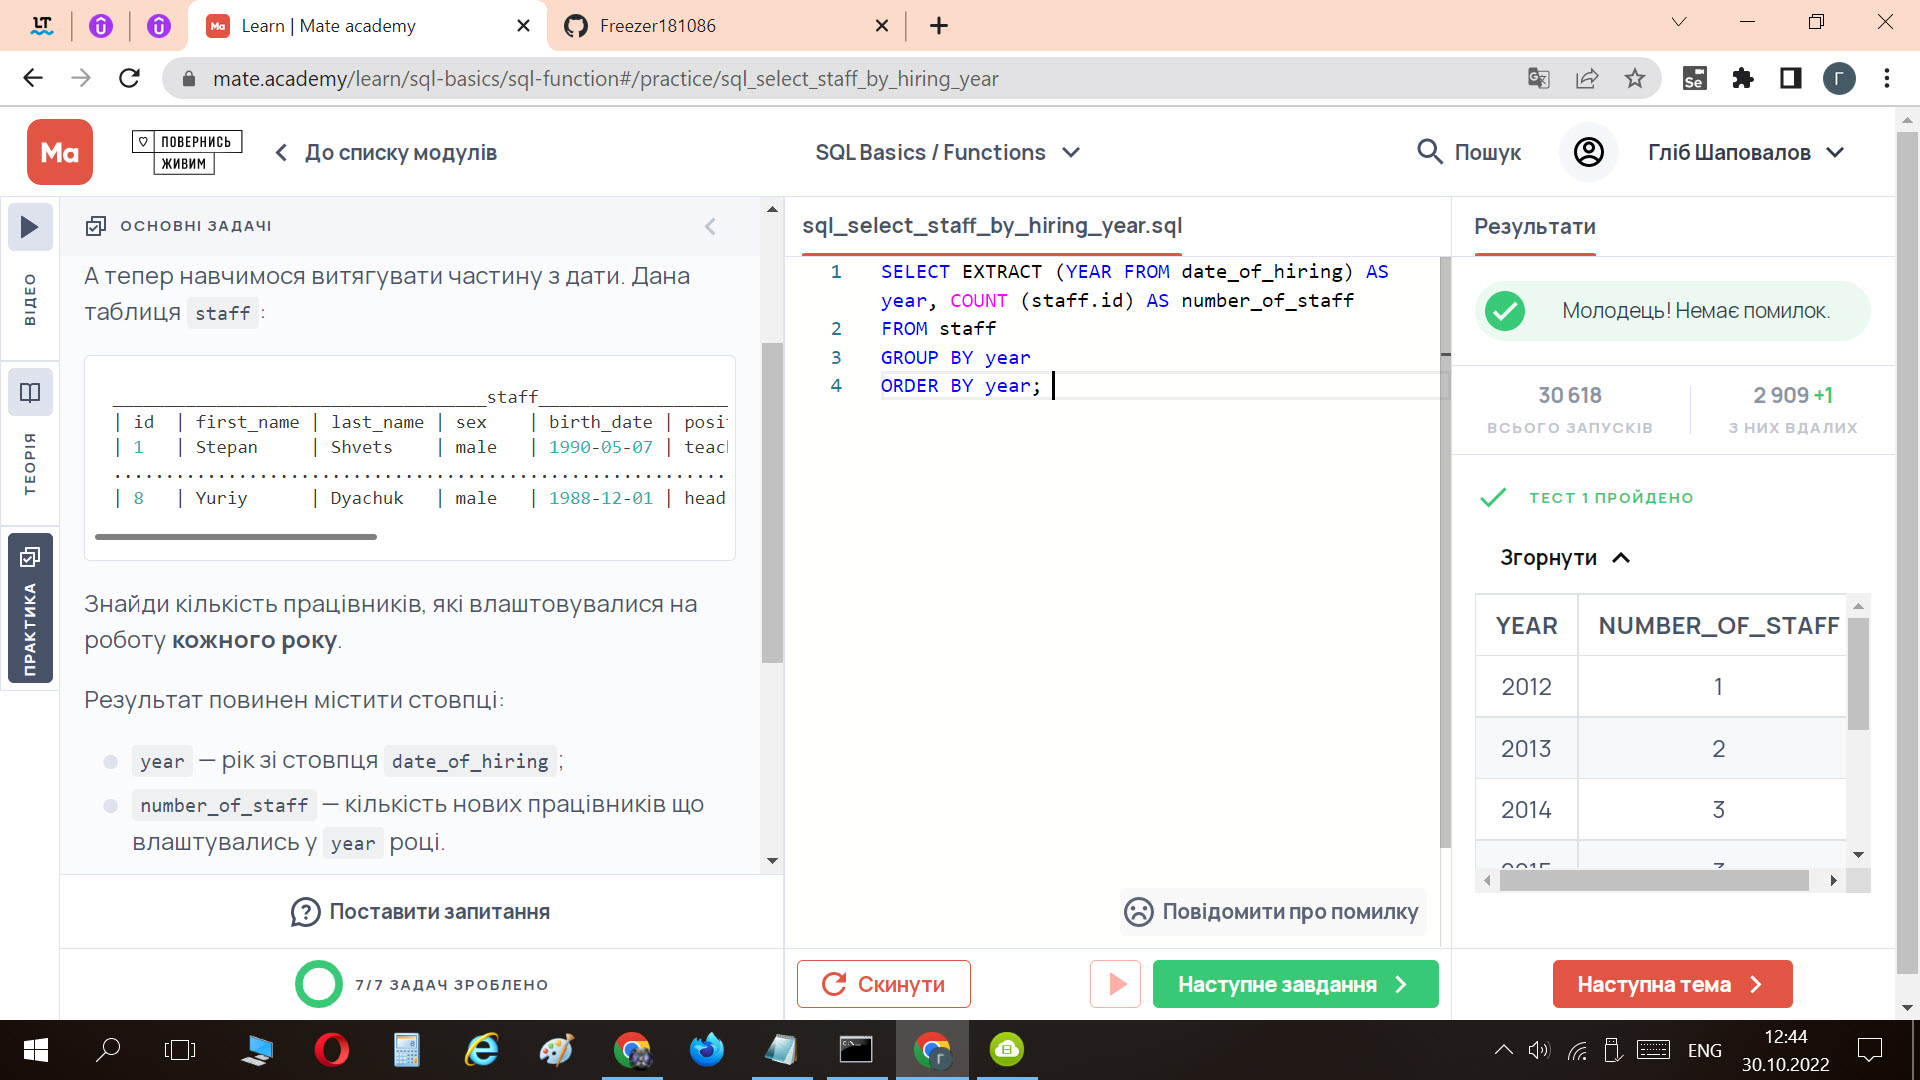 Learn | Mate academy
Freezer181086
mate.academy/learn/sql-basics/sql-function#/practice/sql_select_staff_by_hiring_year
Ma
ПОВЕРНИСЬ
ЖИВИМ
До списку модулів
SQL Basics / Functions
Пошук
Гліб Шаповалов
ВІДЕО
ТЕОРІЯ
ПРАКТИКА
ОСНОВНІ ЗАДАЧІ
А тепер навчимося витягувати частину з дати. Дана
таблиця staff :
____________________________________staff__________________
| id | first_name | last_name | sex | birth_date | posi
| 1 | Stepan | Shvets | male | 1990-05-07 | teac
...........................................................
| 8 | Yuriy | Dyachuk | male | 1988-12-01 | head
Знайди кількість працівників, які влаштовувалися на
роботу кожного року.
Результат повинен містити стовпці:
year — рік зі стовпця date_of_hiring ;
number_of_staff — кількість нових працівників що
влаштувались у year році.
Поставити запитання
7/7 ЗАДАЧ ЗРОБЛЕНО
sql_select_staff_by_hiring_year.sql
1 SELECT EXTRACT (YEAR FROM date_of_hiring) AS
year, COUNT (staff.id) AS number_of_staff
2 FROM staff
3 GROUP BY year
4 ORDER BY year;
Повідомити про помилку
Скинути
Наступне завдання
Результати
Молодець! Немає помилок.
30 618
ВСЬОГО ЗАПУСКІВ
2 909 +1
З НИХ ВДАЛИХ
ТЕСТ 1 ПРОЙДЕНО
Згорнути
YEAR NUMBER_OF_STAFF
2012 1
2013 2
2014 3
2015 3
Наступна тема
ENG
12:44
30.10.2022